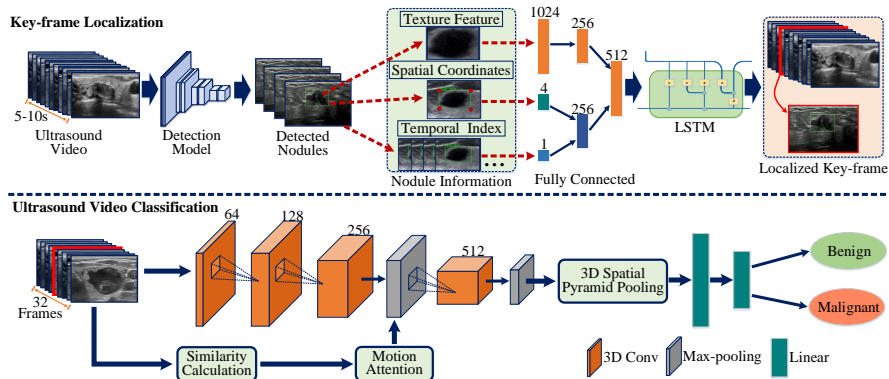 Key-frame Localization
5-10s
Ultrasound
Video
Detection
Model
Detected
Nodules
Texture Feature
Spatial Coordinates
Temporal Index
...
Nodule Information
1024
256
512
4
256
1
Fully Connected
LSTM
Localized Key-frame
Ultrasound Video Classification
32
Frames
64
128
256
512
Similarity
Calculation
Motion
Attention
3D Spatial
Pyramid Pooling
Benign
Malignant
3D Conv
Max-pooling
Linear